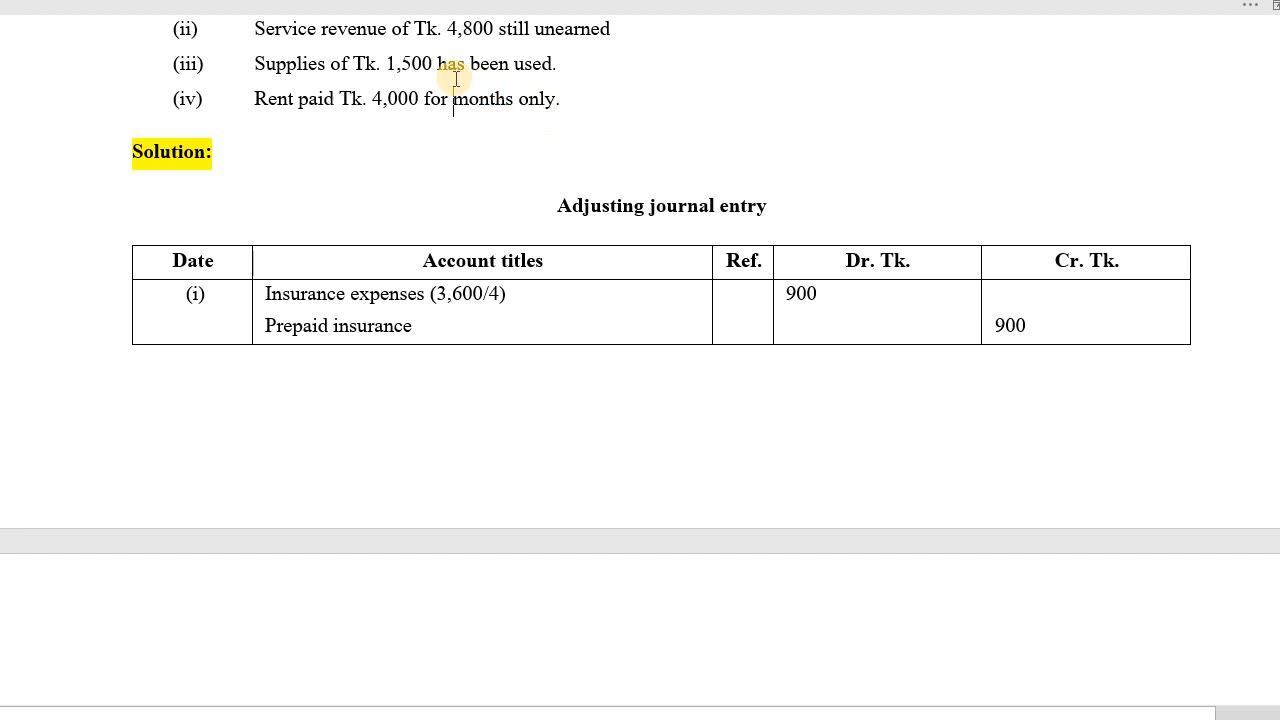 (ii) Service revenue of Tk. 4,800 still unearned
(iii) Supplies of Tk. 1,500 has been used.
(iv) Rent paid Tk. 4,000 for months only.
Solution:
Adjusting journal entry
Date Account titles Ref. Dr. Tk. Cr. Tk.
(i) Insurance expenses (3,600/4) 900
Prepaid insurance 900